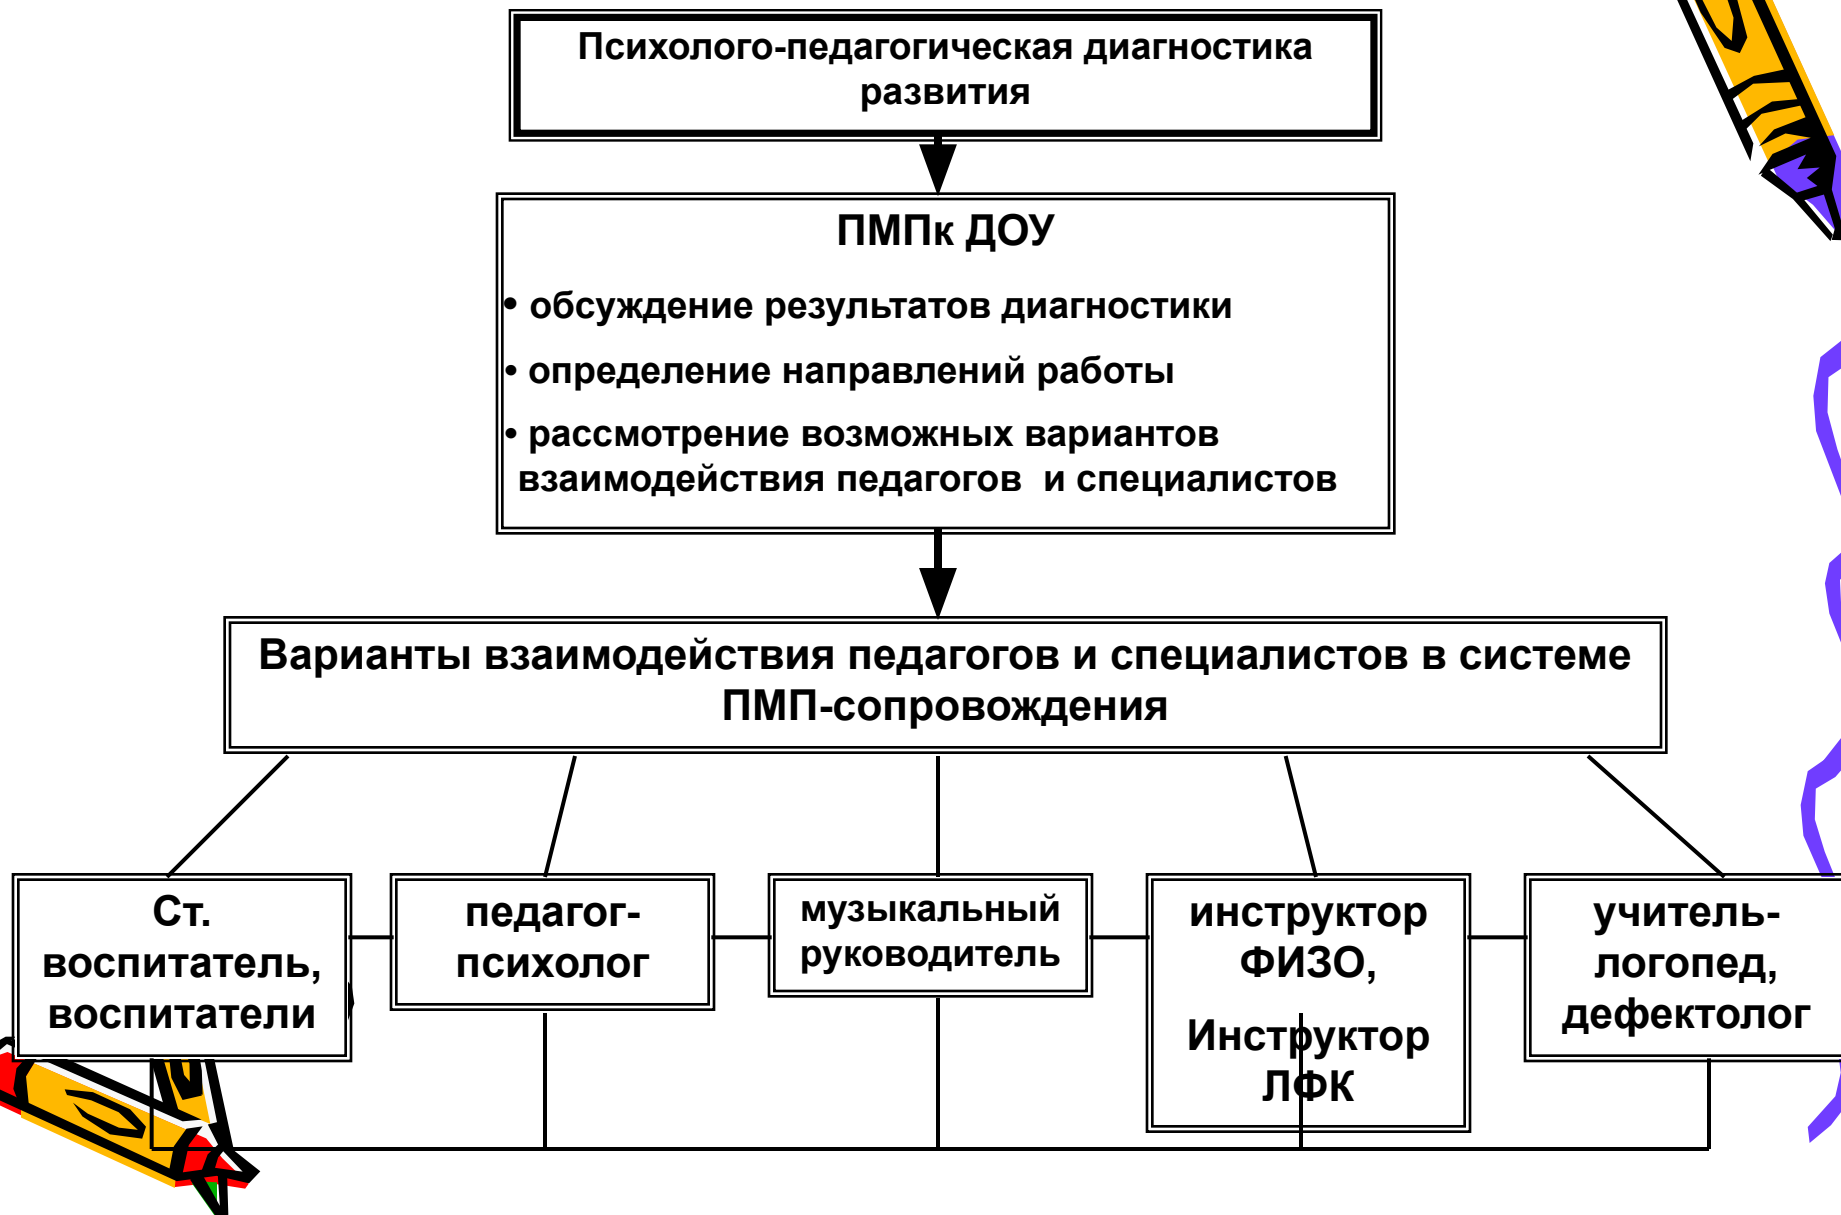 Психолого-педагогическая диагностика
развития
ПМПк ДОУ
• обсуждение результатов диагностики
• определение направлений работы
• рассмотрение возможных вариантов
взаимодействия педагогов и специалистов
Варианты взаимодействия педагогов и специалистов в системе
ПМП-сопровождения
Ст.
воспитатель,
воспитатели
педагог-
психолог
музыкальный
руководитель
инструктор
ФИЗО,
Инструктор
ЛФК
учитель-
логопед,
дефектолог